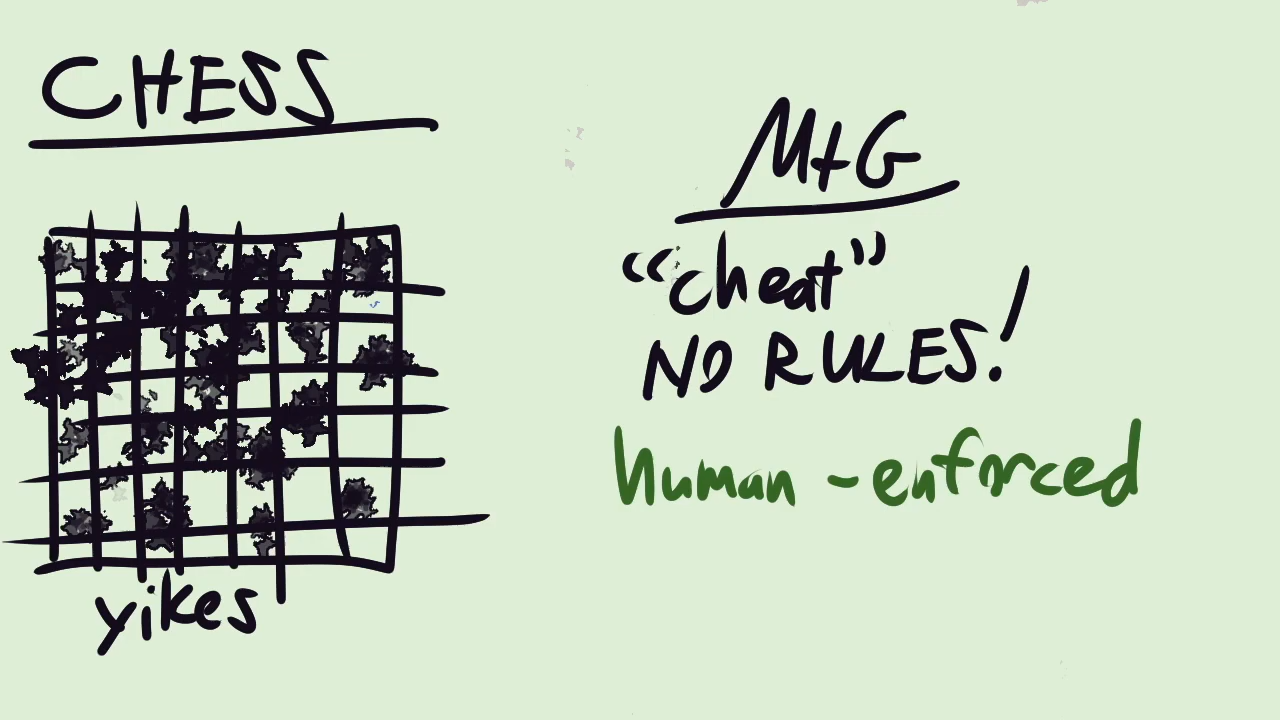 CHESS
yikes
MtG
“cheat”
NO RULES!
human-enforced